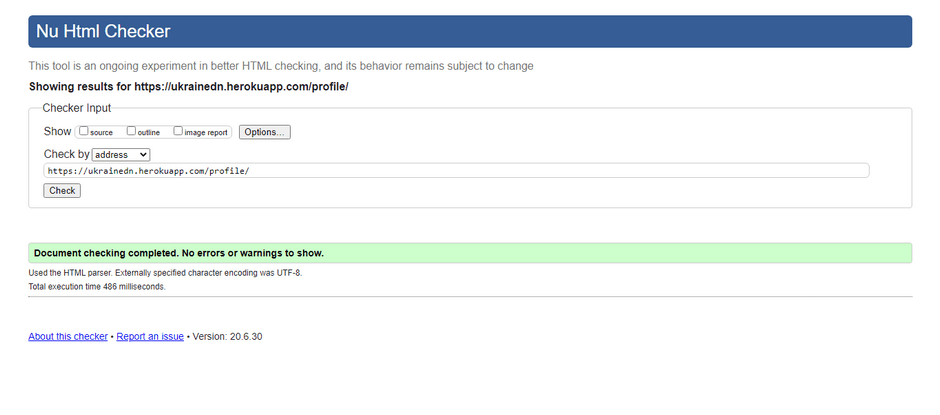 Nu Html Checker
This tool is an ongoing experiment in better HTML checking, and its behavior remains subject to change
Showing results for https://ukrainedn.herokuapp.com/profile/
Checker Input
Show source outline image report Options...
Check by address
https://ukrainedn.herokuapp.com/profile/
Check
Document checking completed. No errors or warnings to show.
Used the HTML parser. Externally specified character encoding was UTF-8.
Total execution time 486 milliseconds.
About this checker • Report an issue • Version: 20.6.30